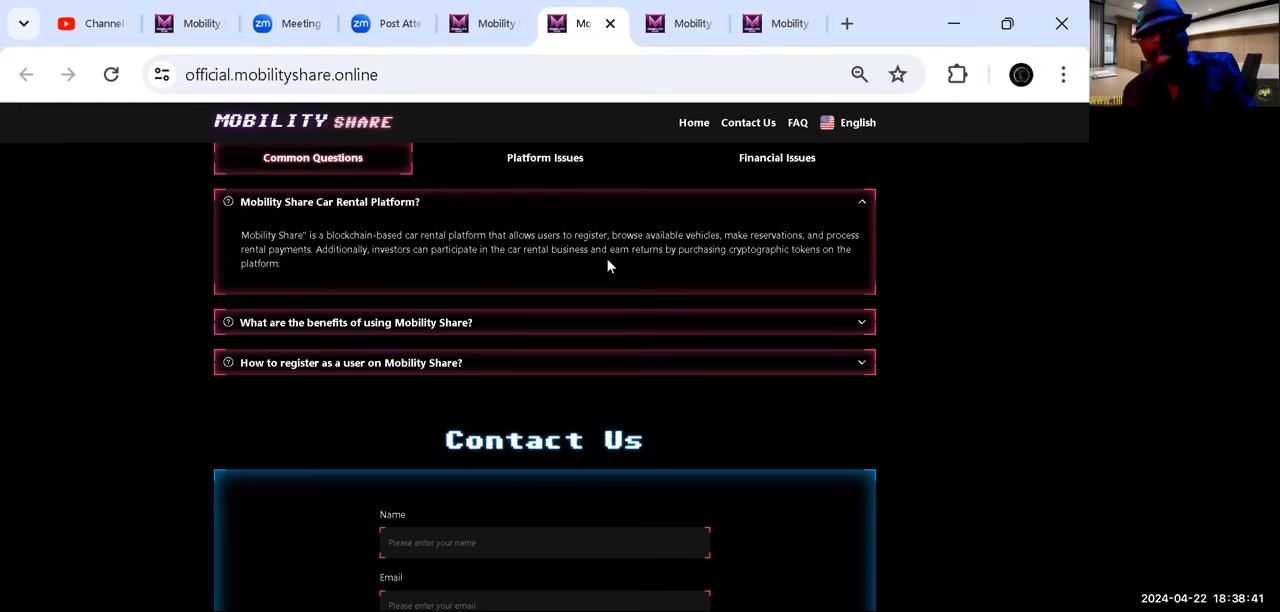 Channel
Mobility
Meeting
Post Atte
Mobility
Mo
Mobility
Mobility
official.mobilityshare.online
MOBILITY SHARE
Home
Contact Us
FAQ
English
Common Questions
Platform Issues
Financial Issues
Mobility Share Car Rental Platform?
Mobility Share" is a blockchain-based car rental platform that allows users to register, browse available vehicles, make reservations, and process
rental payments. Additionally, investors can participate in the car rental business and earn returns by purchasing cryptographic tokens on the
platform.
What are the benefits of using Mobility Share?
How to register as a user on Mobility Share?
Contact Us
Name
Please enter your name
Email
Please enter your email
2024-04-22 18:38:41